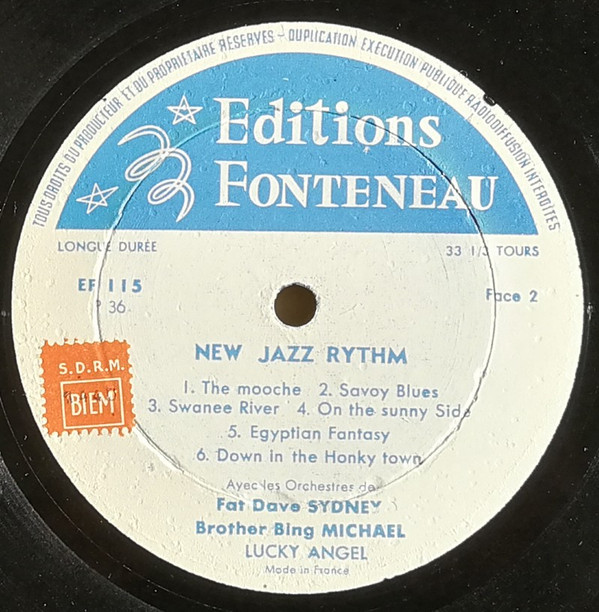 TOUS DROITS DU PRODUCTEUR ET DU PROPRIÉTAIRE RÉSERVÉS - DUPLICATION EXÉCUTION PUBLIQUE RADIODIFFUSION INTERDITES
Editions
FONTENEAU
LONGUE DURÉE
33 1/3 TOURS
EF 115
P 36
Face 2
NEW JAZZ RYTHM
S.D.R.M.
BIEM
1. The mooche 2. Savoy Blues
3. Swanee River 4. On the sunny Side
5. Egyptian Fantasy
6. Down in the Honky town
Avec les Orchestres de
Fat Dave SYDNEY
Brother Bing MICHAEL
LUCKY ANGEL
Made in France